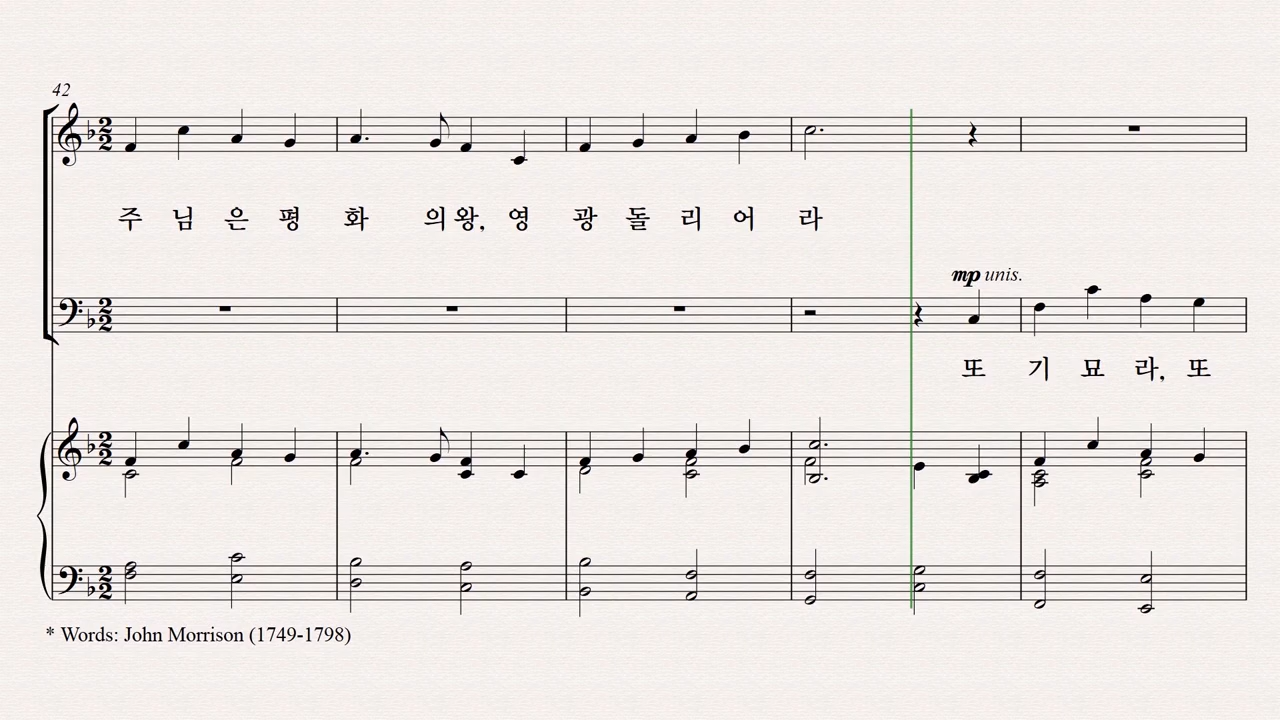 42
주 님 은 평 화 의 왕, 영 광 돌 리 어 라
mp unis.
또 기 묘 라, 또
* Words: John Morrison (1749-1798)